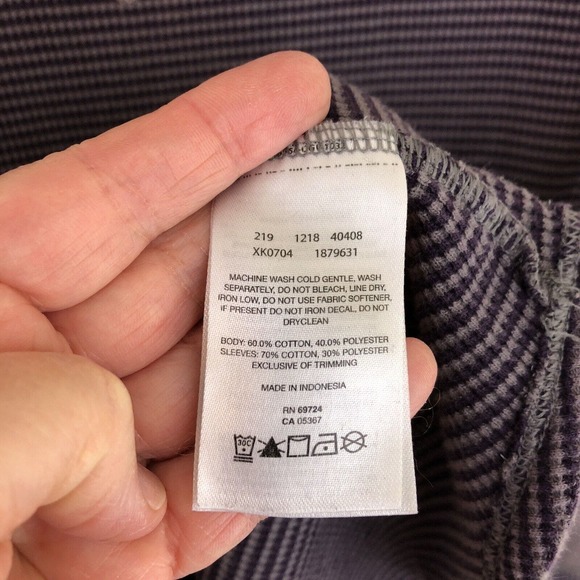 219 1218 40408
XK0704 1879631
MACHINE WASH COLD GENTLE, WASH
SEPARATELY, DO NOT BLEACH, LINE DRY,
IRON LOW, DO NOT USE FABRIC SOFTENER,
IF PRESENT DO NOT IRON DECAL, DO NOT
DRYCLEAN
BODY: 60.0% COTTON, 40.0% POLYESTER
SLEEVES: 70% COTTON, 30% POLYESTER
EXCLUSIVE OF TRIMMING
MADE IN INDONESIA
RN 69724
CA 05367
30C